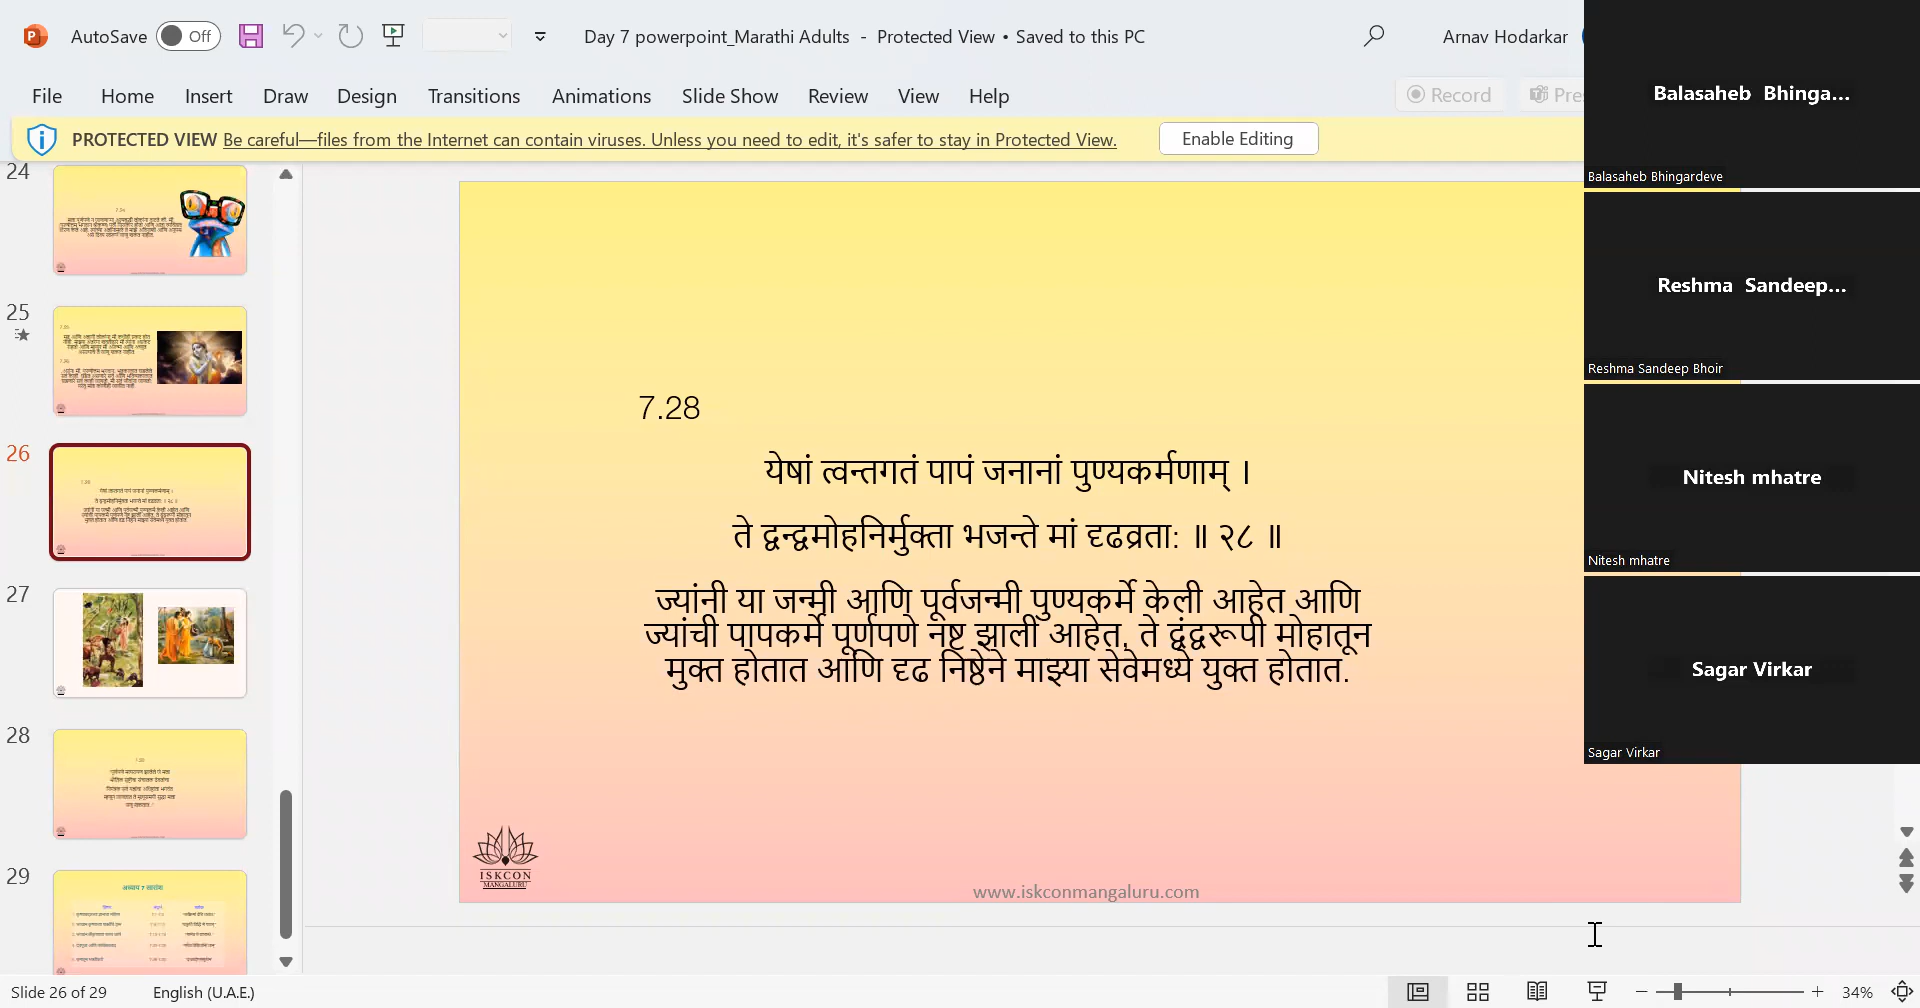 AutoSave Off
Day 7 powerpoint_Marathi Adults - Protected View • Saved to this PC
Arnav Hodarkar
File Home Insert Draw Design Transitions Animations Slide Show Review View Help
Record
PROTECTED VIEW Be careful—files from the Internet can contain viruses. Unless you need to edit, it's safer to stay in Protected View.
Enable Editing
24
25
26
27
28
29
7.28
येषां त्वन्तगतं पापं जनानां पुण्यकर्मणाम् ।
ते द्वन्द्वमोहनिर्मुक्ता भजन्ते मां दृढव्रताः ॥ २८ ॥
ज्यांनी या जन्मी आणि पूर्वजन्मी पुण्यकर्मे केली आहेत आणि
ज्यांची पापकर्मे पूर्णपणे नष्ट झाली आहेत, ते द्वंद्वरूपी मोहातून
मुक्त होतात आणि दृढ निष्ठेने माझ्या सेवेमध्ये युक्त होतात.
ISKCON
MANGALURU
www.iskconmangaluru.com
Balasaheb Bhinga...
Balasaheb Bhingardeve
Reshma Sandeep...
Reshma Sandeep Bhoir
Nitesh mhatre
Nitesh mhatre
Sagar Virkar
Sagar Virkar
Slide 26 of 29
English (U.A.E.)
34%